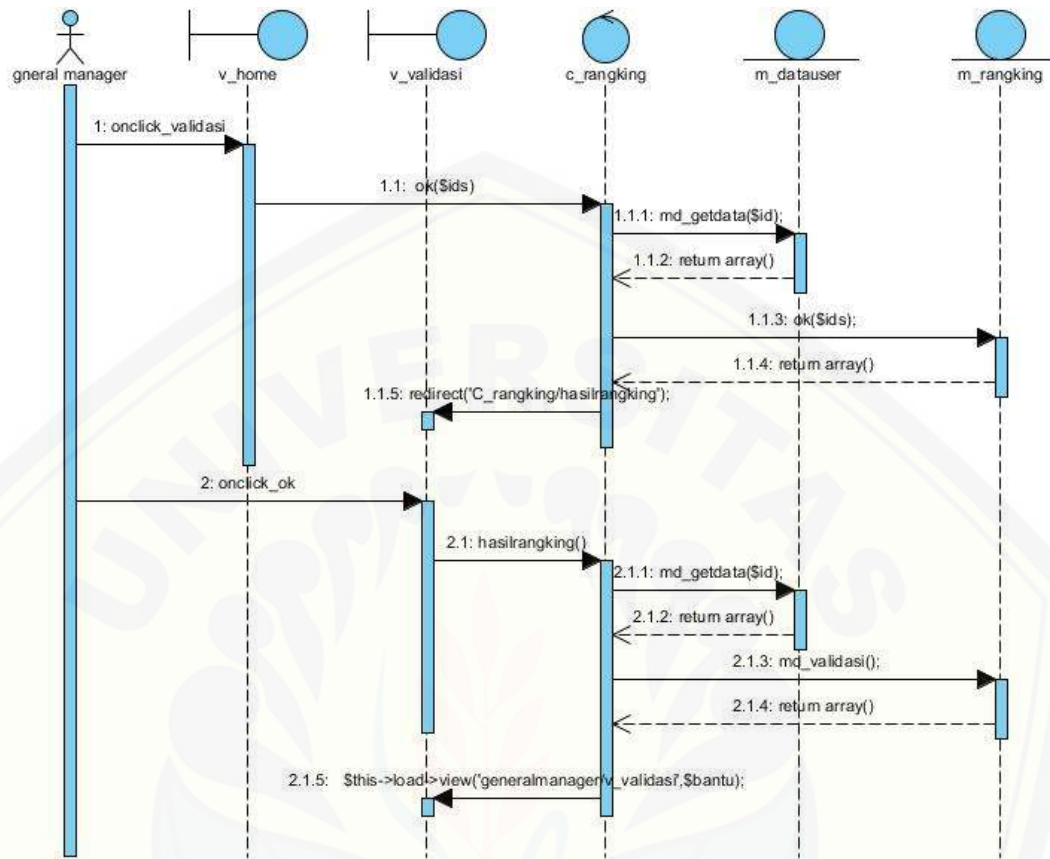 gneral manager
v_home
v_validasi
c_rangking
m_datauser
m_rangking
1: onclick_validasi
1.1: ok($ids)
1.1.1: md_getdata($id);
1.1.2: return array()
1.1.3: ok($ids);
1.1.4: return array()
1.1.5: redirect("C_rangking/hasilrangking");
2: onclick_ok
2.1: hasilrangking()
2.1.1: md_getdata($id);
2.1.2: return array()
2.1.3: md_validasi();
2.1.4: return array()
2.1.5: $this->load->view("generalmanager/v_validasi",$bantu);
UNIVERSITAS